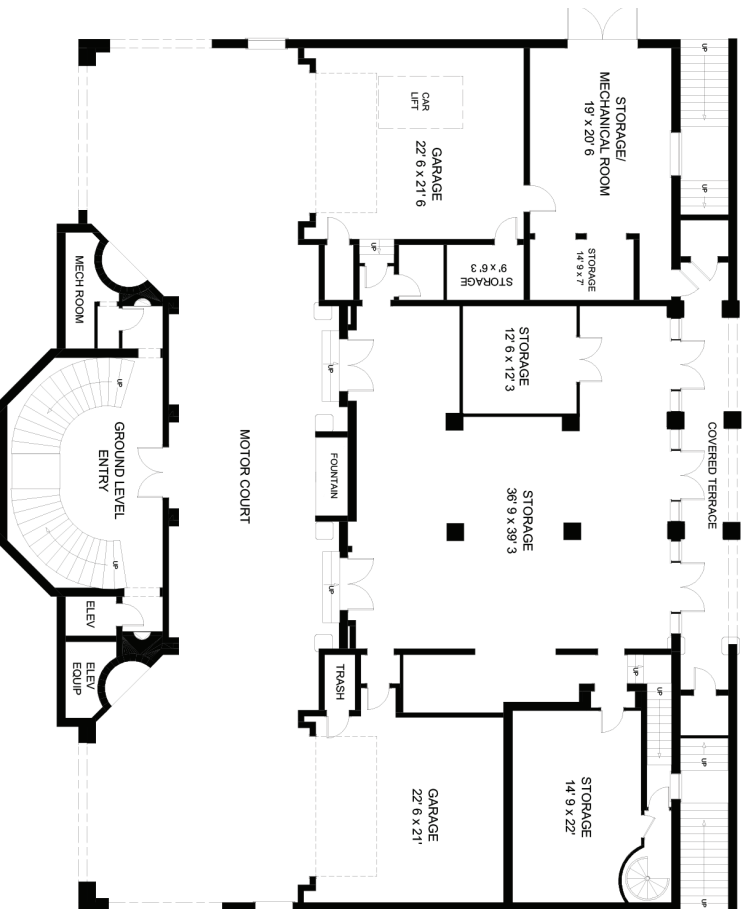 UP
STORAGE/
MECHANICAL ROOM
19' x 20' 6
CAR
LIFT
GARAGE
22' 6 x 21' 6
UP
UP
STORAGE
9' x 6' 3
STORAGE
14' 9 x 7'
MECH ROOM
STORAGE
12' 6 x 12' 3
UP
UP
COVERED TERRACE
GROUND LEVEL
ENTRY
MOTOR COURT
FOUNTAIN
STORAGE
36' 9 x 39' 3
UP
UP
ELEV
ELEV
EQUIP
TRASH
UP
UP
UP
GARAGE
22' 6 x 21'
STORAGE
14' 9 x 22'
UP